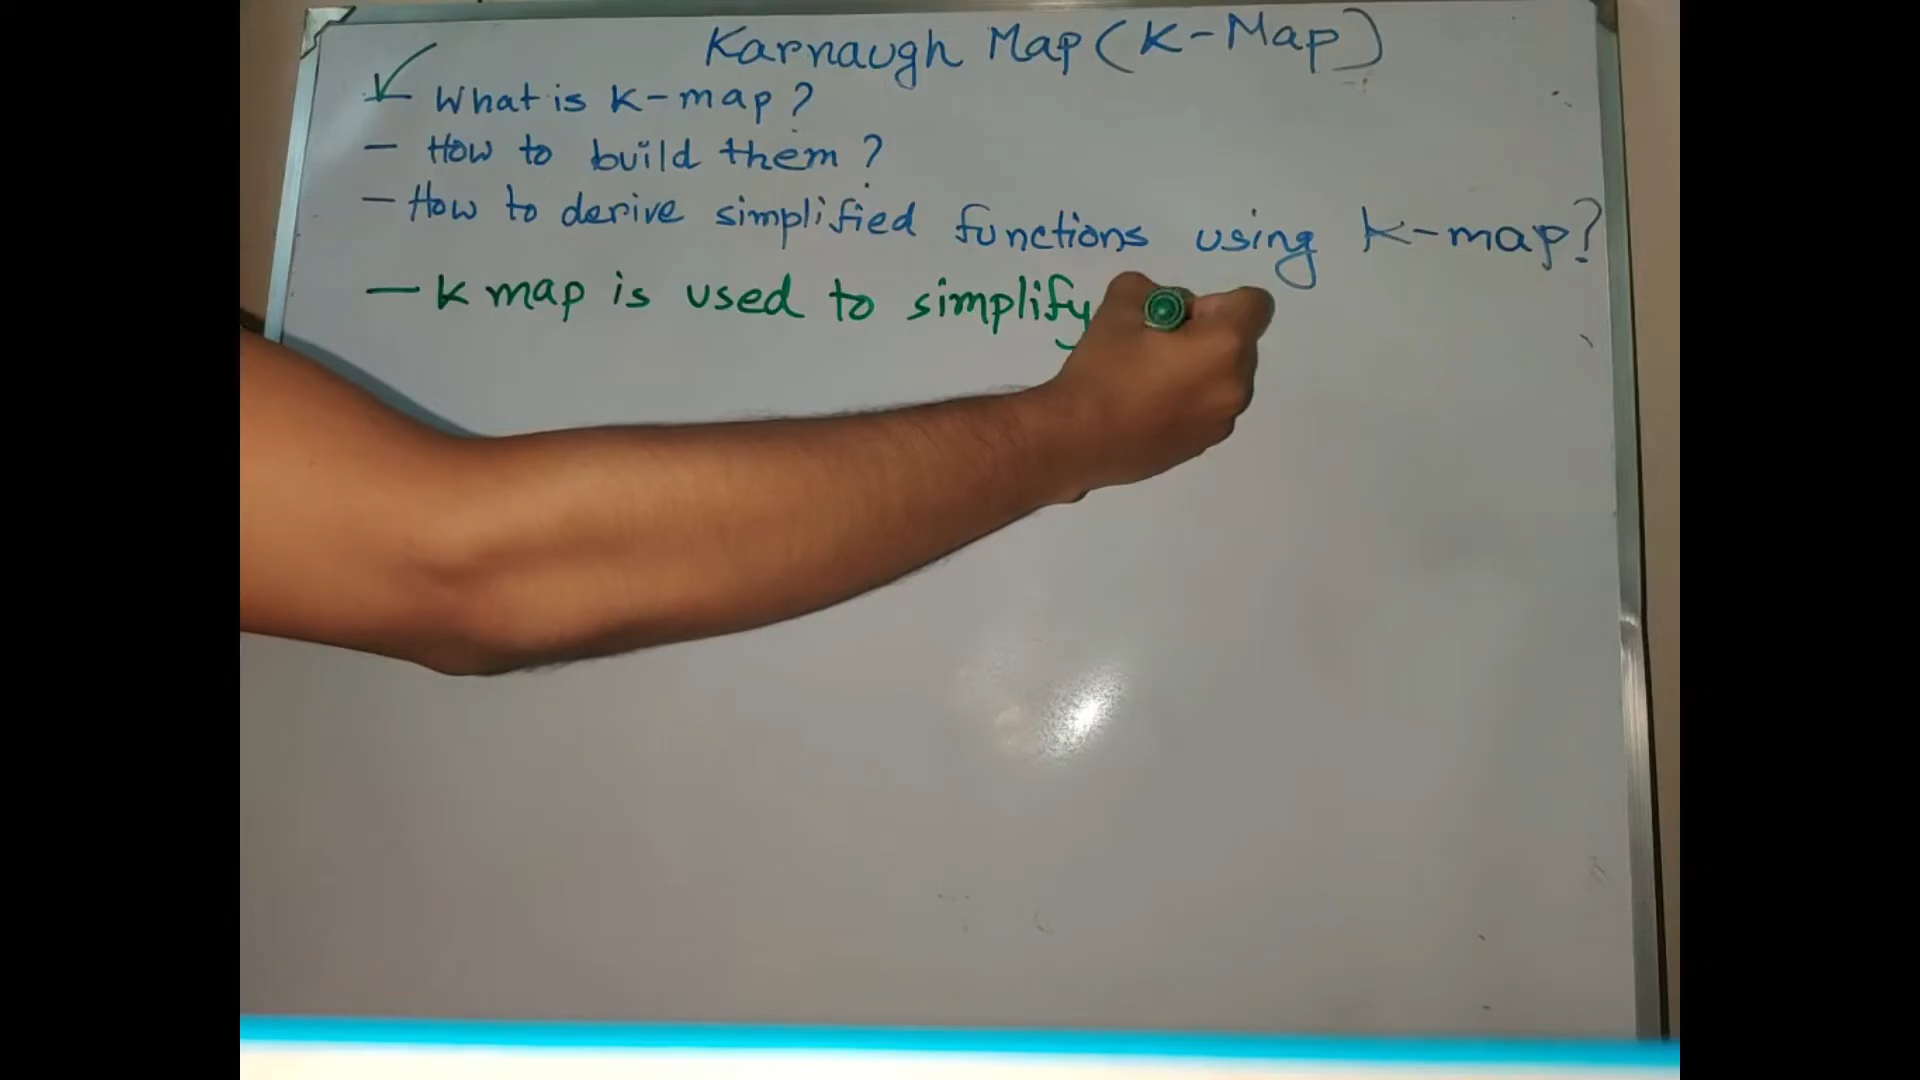 Karnaugh Map (K-Map)
- What is K-map?
- How to build them?
- How to derive simplified functions using K-map?
- K map is used to simplify